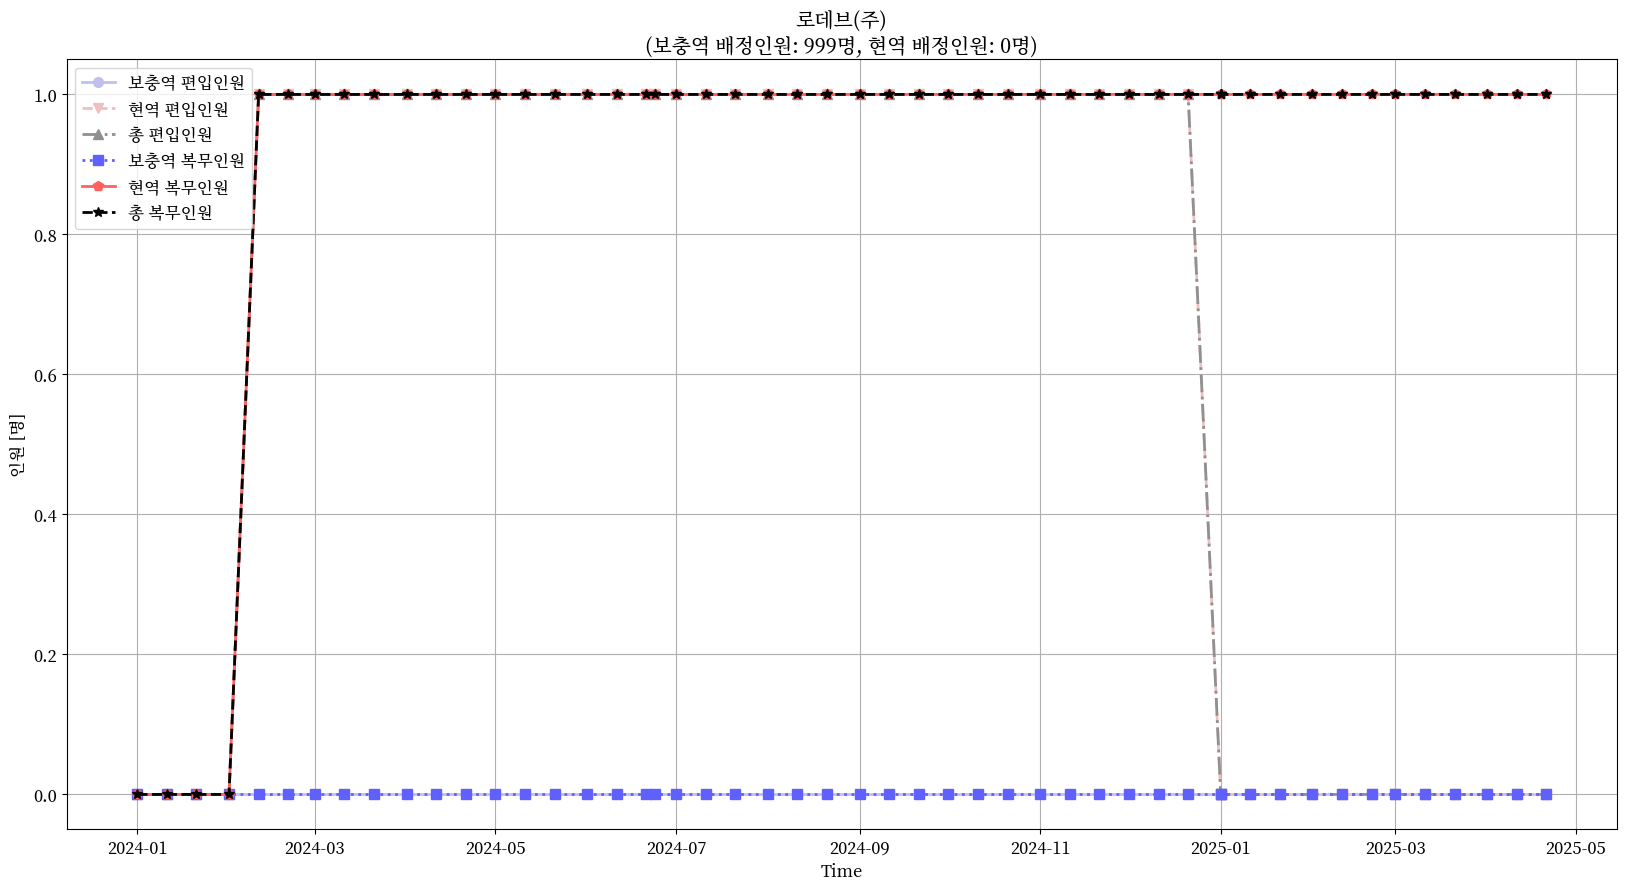 로데브(주)
(보충역 배정인원: 999명, 현역 배정인원: 0명)
보충역 편입인원
현역 편입인원
총 편입인원
보충역 복무인원
현역 복무인원
총 복무인원
1.0
0.8
0.6
0.4
0.2
0.0
인원 [명]
2024-01
2024-03
2024-05
2024-07
2024-09
2024-11
2025-01
2025-03
2025-05
Time